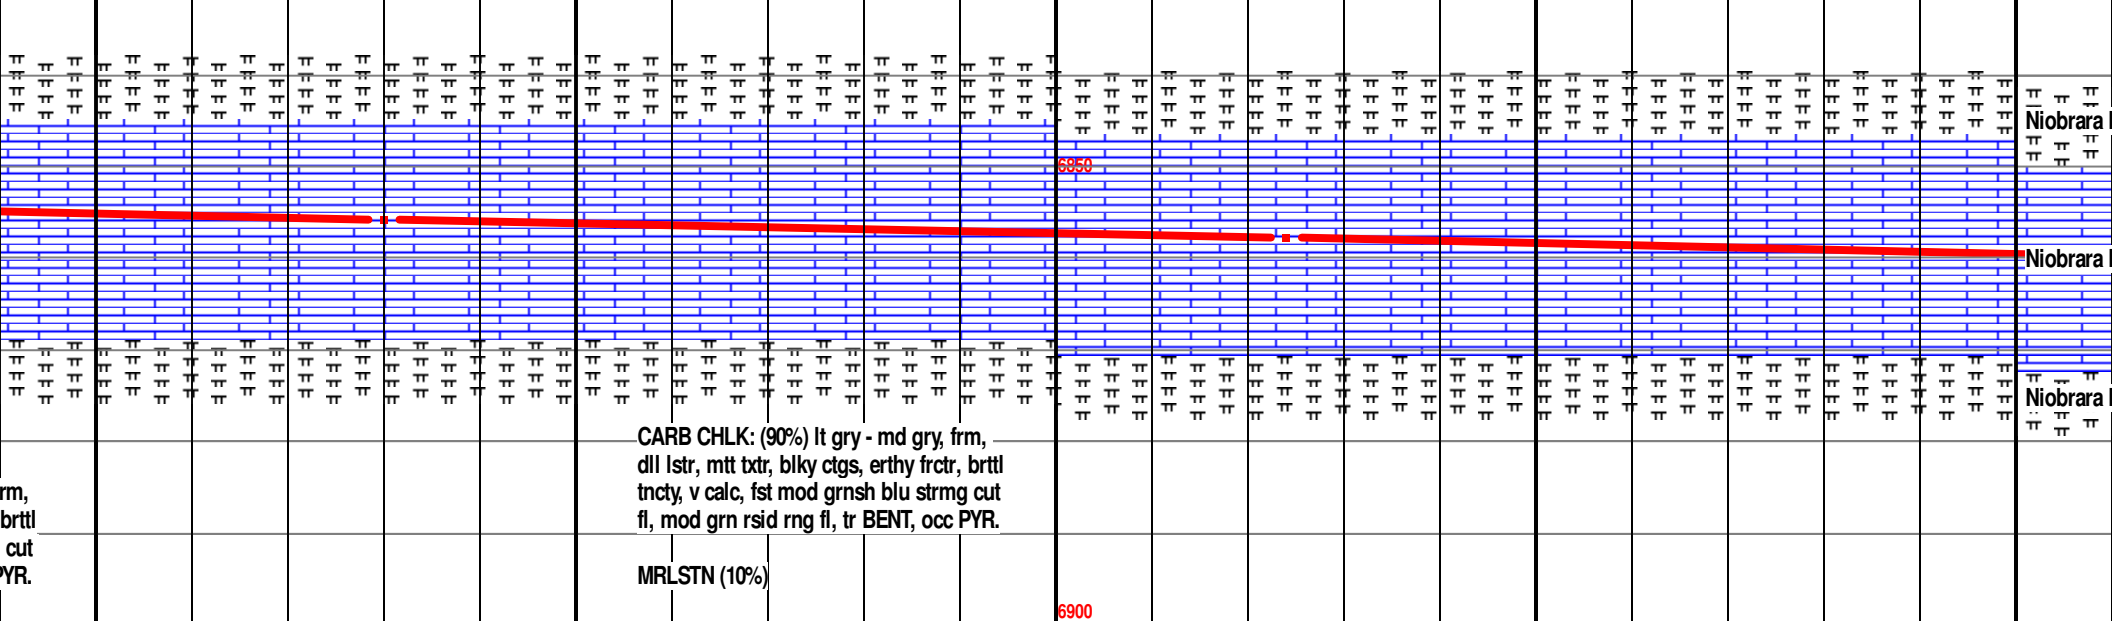 Niobrara
6850
Niobrara
Niobrara
CARB CHLK: (90%) lt gry - md gry, frm,
dll lstr, mtt txtr, blky ctgs, erthy frctr, brttl
tncty, v calc, fst mod grnsh blu strmg cut
fl, mod grn rsid rng fl, tr BENT, occ PYR.
MRLSTN (10%)
rm,
brttl
cut
PYR.
6900